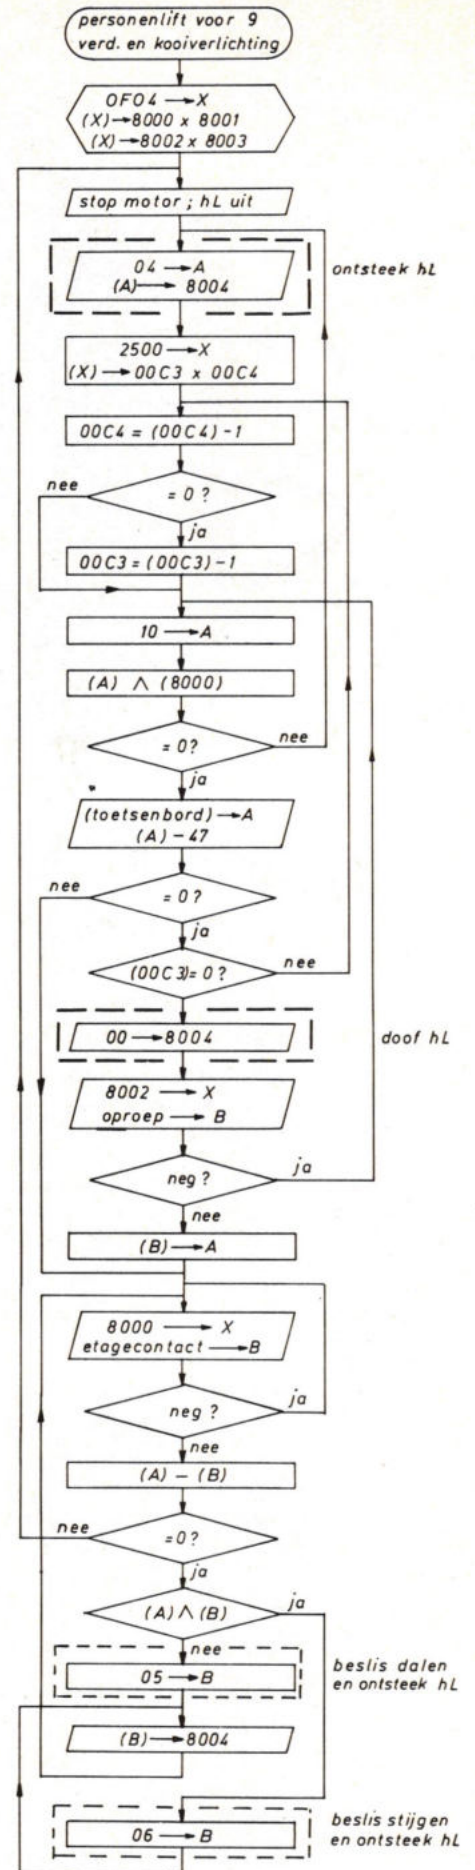 personenlift voor 9
verd. en kooiverlichting
OFO4 → X
(X) → 8000 x 8001
(X) → 8002 x 8003
stop motor ; hL uit
04 → A
(A) → 8004
ontsteek hL
2500 → X
(X) → 00C3 x 00C4
00C4 = (00C4) - 1
nee
= 0 ?
ja
00C3 = (00C3) - 1
10 → A
(A) ∧ (8000)
= 0?
nee
ja
(toetsenbord) → A
(A) - 47
nee
= 0?
ja
(00C3) = 0?
nee
00 → 8004
doof hL
8002 → X
oproep → B
neg ?
ja
nee
(B) → A
8000 → X
etagecontact → B
neg ?
ja
nee
(A) - (B)
nee
= 0?
ja
(A) ∧ (B)
ja
nee
05 → B
beslis dalen
en ontsteek hL
(B) → 8004
06 → B
beslis stijgen
en ontsteek hL